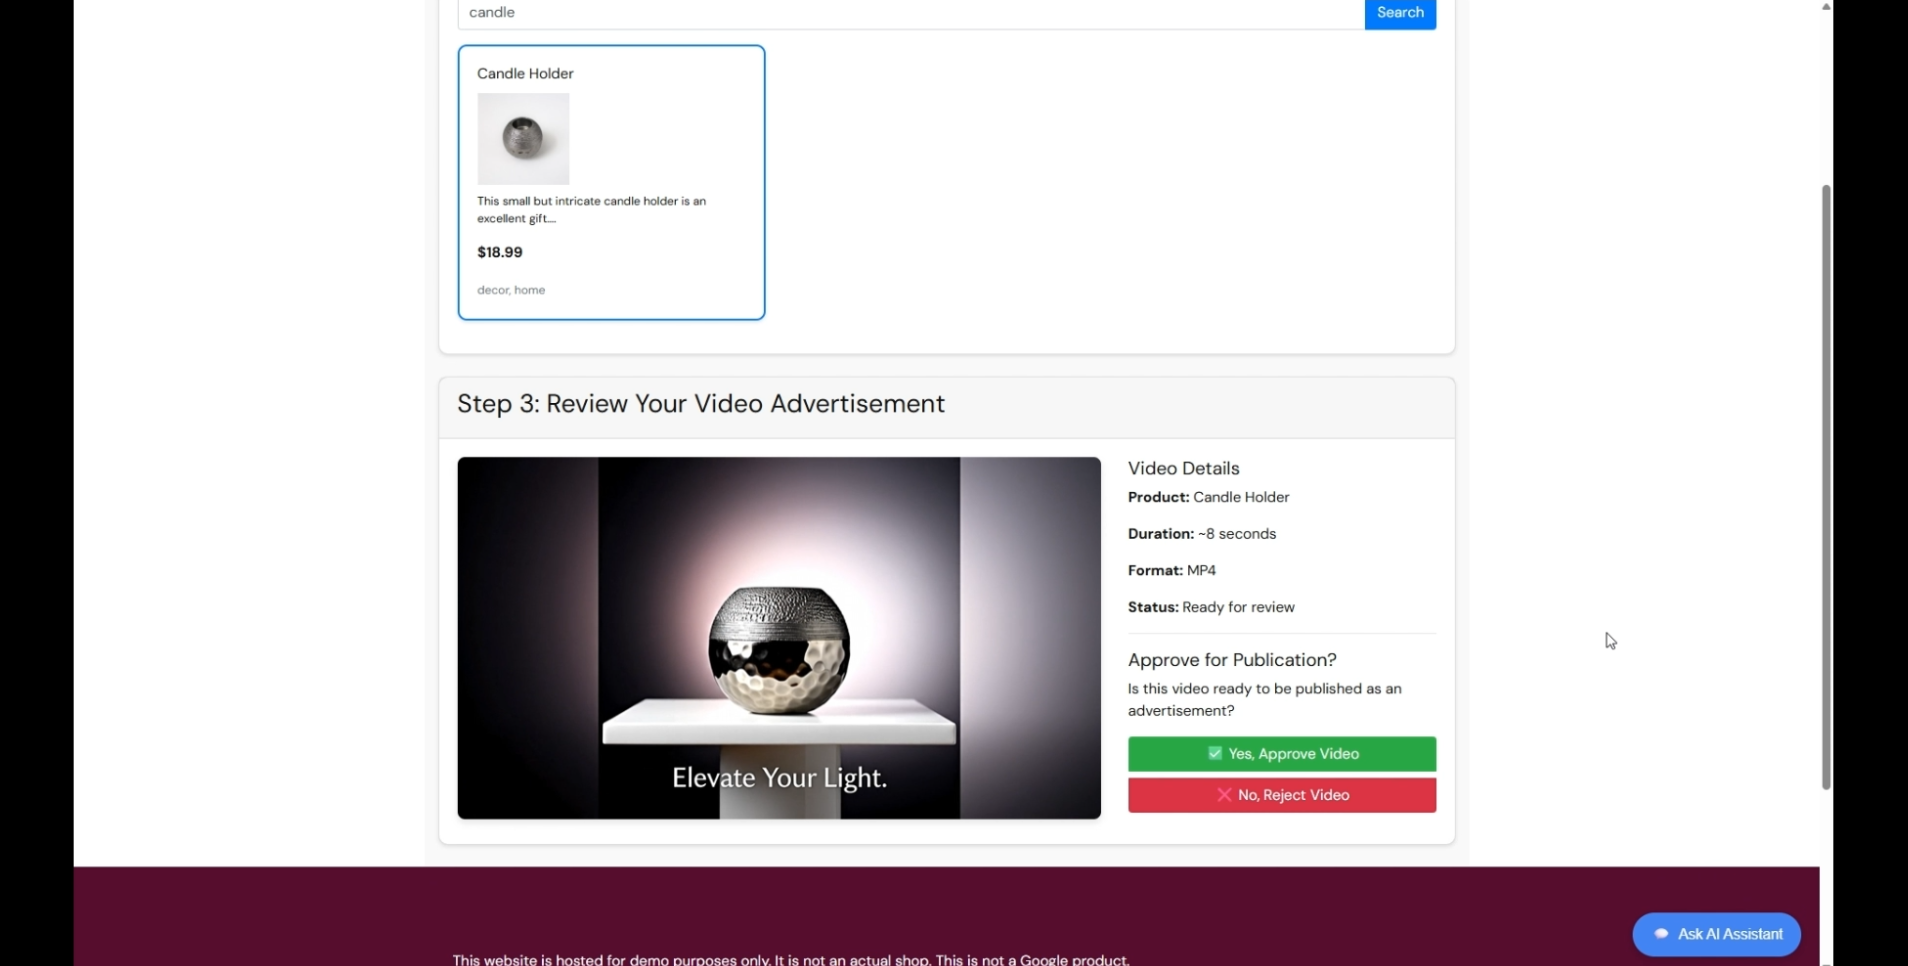 candle
Search
Candle Holder
This small but intricate candle holder is an
excellent gift....
$18.99
decor, home
Step 3: Review Your Video Advertisement
Elevate Your Light.
Video Details
Product: Candle Holder
Duration: ~8 seconds
Format: MP4
Status: Ready for review
Approve for Publication?
Is this video ready to be published as an
advertisement?
✅ Yes, Approve Video
❌ No, Reject Video
Ask AI Assistant
This website is hosted for demo purposes only. It is not an actual shop. This is not a Google product.